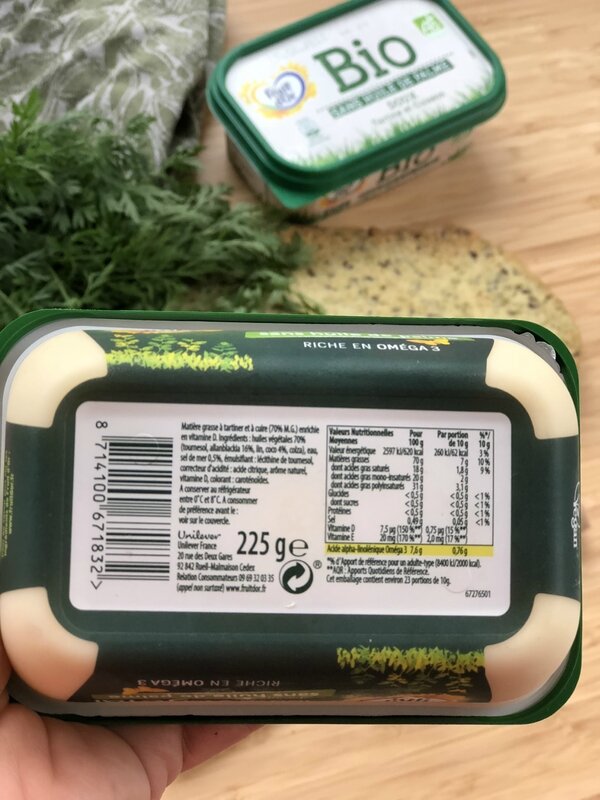 Bio
Fruit d'Or
SANS HUILE DE PALME
BIO
RICHE EN OMÉGA 3
Matière grasse à tartiner et à cuire (70% M.G.) enrichie
en vitamine D. Ingrédients : huiles végétales 70%
(tournesol, allanblackia 16%, lin, coco 4%, colza), eau,
sel de mer 0,5%, émulsifiant : lécithine de tournesol,
correcteur d'acidité : acide citrique, arôme naturel,
vitamine D, colorant : caroténoïdes.
A conserver au réfrigérateur
entre 0°C et 8°C. A consommer
de préférence avant le :
voir sur le couvercle.
Unilever
Unilever France
20 rue des Deux Gares
92 842 Rueil-Malmaison Cedex
Relation Consommateurs 09 69 32 03 35
(appel non surtaxé) www.fruitdor.fr
225 g e
®
8 714100 671832 >
Valeurs Nutritionnelles Moyennes Pour 100 g Par portion de 10 g %*/ 10 g
Valeur énergétique 2597 kJ/620 kcal 260 kJ/62 kcal 3 %
Matières grasses 70 g 7 g 10 %
dont acides gras saturés 18 g 1,8 g 9%
dont acides gras mono-insaturés 20 g 2 g
dont acides gras polyinsaturés 31 g 3,1 g
Glucides < 0,5 g < 0,5 g < 1 %
dont sucres < 0,5 g < 0,5 g < 1 %
Protéines < 0,5 g < 0,5 g < 1 %
Sel 0,49 g 0,05 g < 1 %
Vitamine D 7,5 µg (150 %**) 0,75 µg (15 %**)
Vitamine E 20 mg (170 %**) 2,0 mg (17 %**)
Acide alpha-linolénique Oméga 3 7,6 g 0,76 g
*% d'Apport de référence pour un adulte-type (8400 kJ/2000 kcal).
**AQR : Apports Quotidiens de Référence.
Cet emballage contient environ 23 portions de 10g.
67276501
Vegan
RICHE EN OMÉGA 3